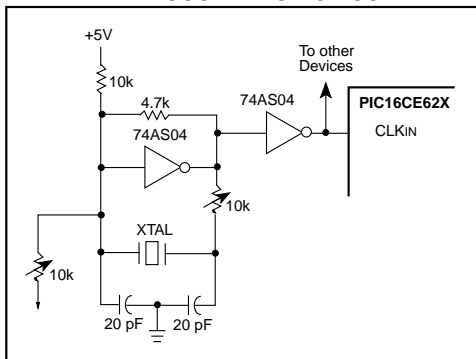 +5V
To other
Devices
10k
4.7k
74AS04
PIC16CE62X
74AS04
CLKIN
10k
XTAL
10k
20 pF
20 pF